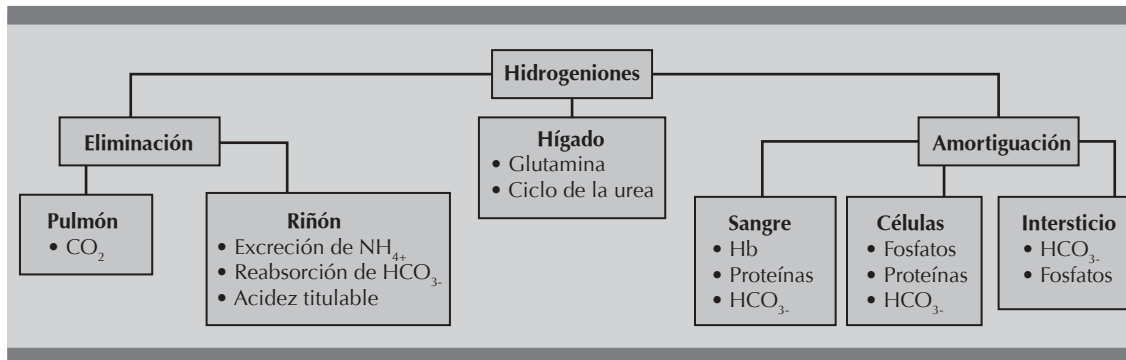 Hidrogeniones
Eliminación
Pulmón
• CO₂
Riñón
• Excreción de NH₄₊
• Reabsorción de HCO₃₋
• Acidez titulable
Hígado
• Glutamina
• Ciclo de la urea
Amortiguación
Sangre
• Hb
• Proteínas
• HCO₃₋
Células
• Fosfatos
• Proteínas
• HCO₃₋
Intersticio
• HCO₃₋
• Fosfatos